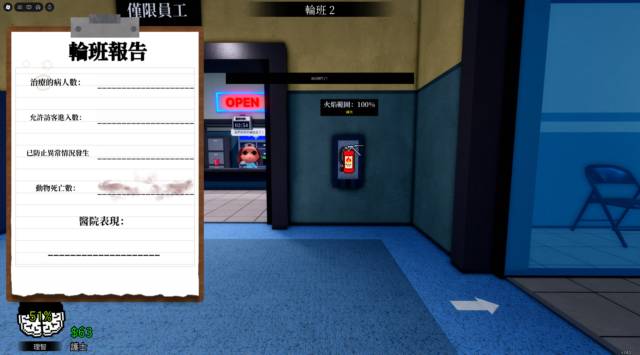 僅限員工
輪班 2
輪班報告
治療的病人數:
允許訪客進入數:
已防止異常情況發生
動物死亡數:
醫院表現:
OPEN
火焰範圍: 100%
51%
$63
理智
護士